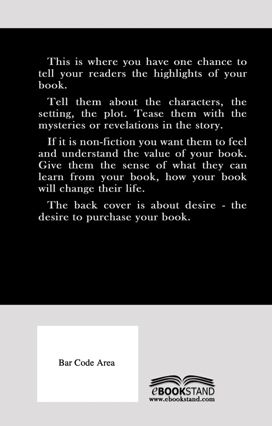 This is where you have one chance to
tell your readers the highlights of your
book.
Tell them about the characters, the
setting, the plot. Tease them with the
mysteries or revelations in the story.
If it is non-fiction you want them to feel
and understand the value of your book.
Give them the sense of what they can
learn from your book, how your book
will change their life.
The back cover is about desire - the
desire to purchase your book.
Bar Code Area
eBOOKSTAND
www.ebookstand.com